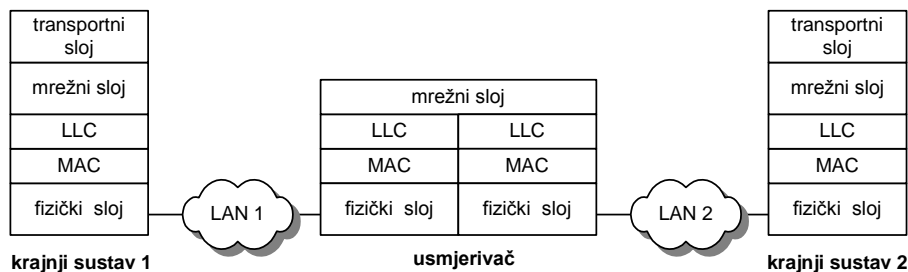 transportni
sloj
mrežni sloj
LLC
MAC
fizički sloj
krajnji sustav 1
LAN 1
mrežni sloj
LLC LLC
MAC MAC
fizički sloj fizički sloj
usmjerivač
LAN 2
transportni
sloj
mrežni sloj
LLC
MAC
fizički sloj
krajnji sustav 2